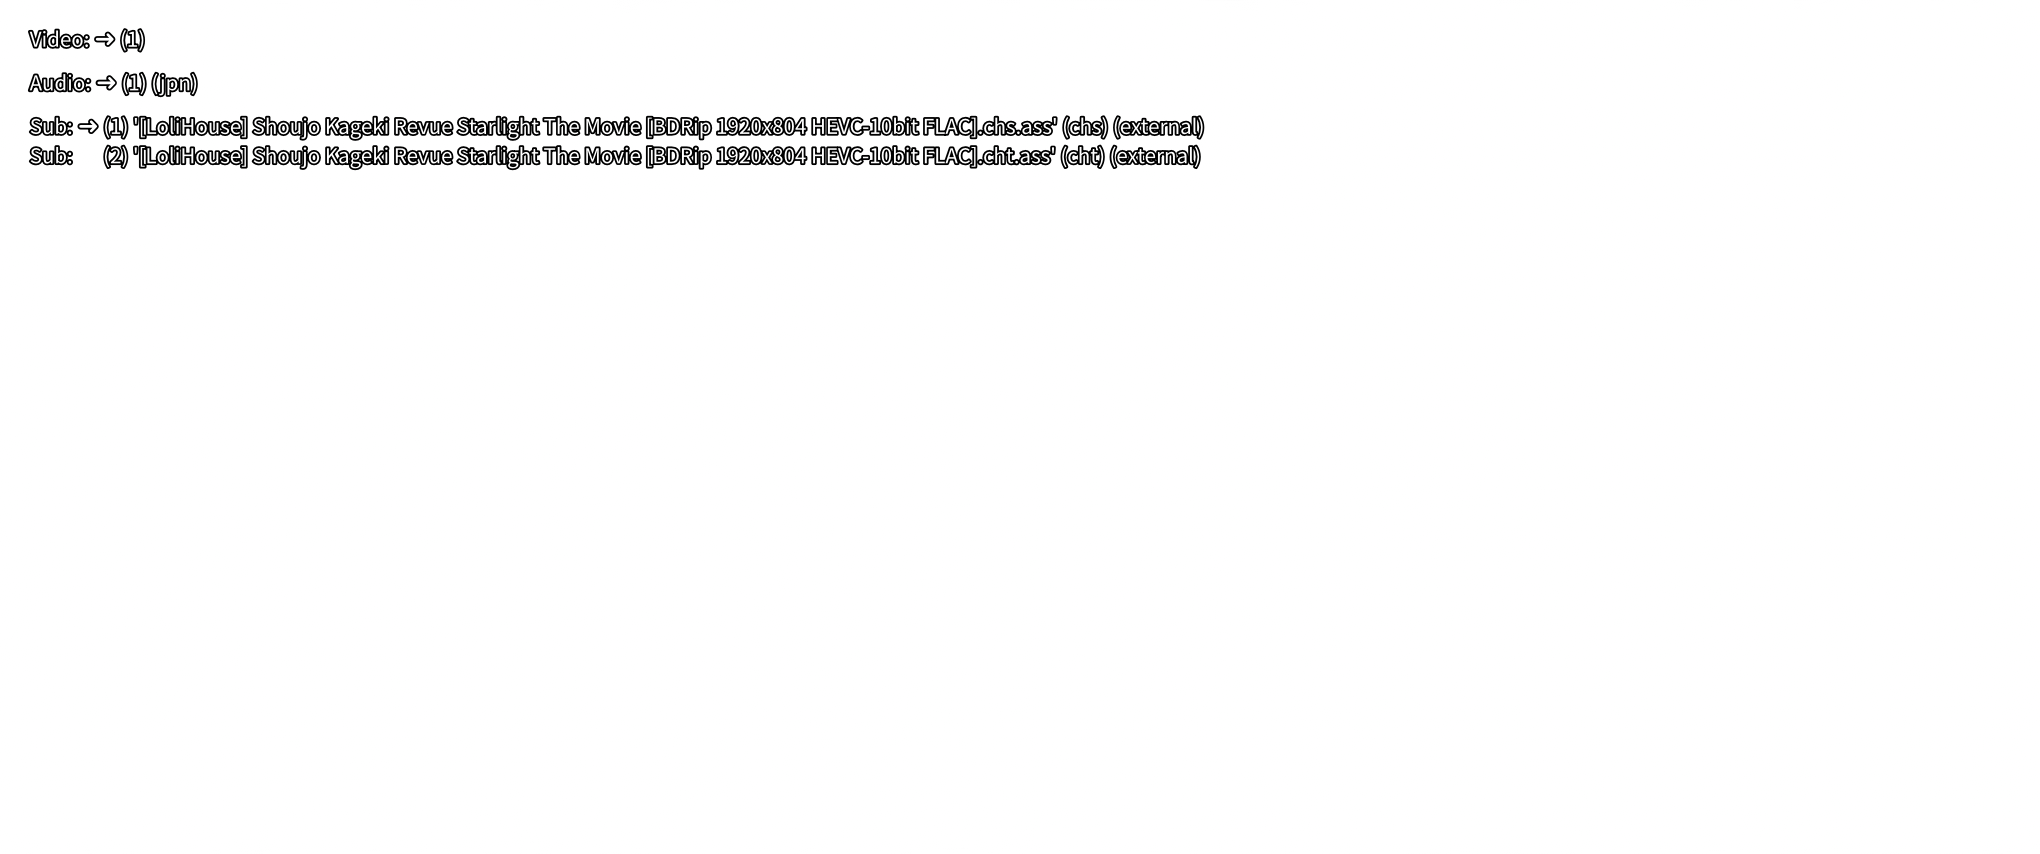 Video: → (1)
Audio: → (1) (jpn)
Sub: → (1) '[LoliHouse] Shoujo Kageki Revue Starlight The Movie [BDRip 1920x804 HEVC-10bit FLAC].chs.ass' (chs) (external)
Sub: (2) '[LoliHouse] Shoujo Kageki Revue Starlight The Movie [BDRip 1920x804 HEVC-10bit FLAC].cht.ass' (cht) (external)